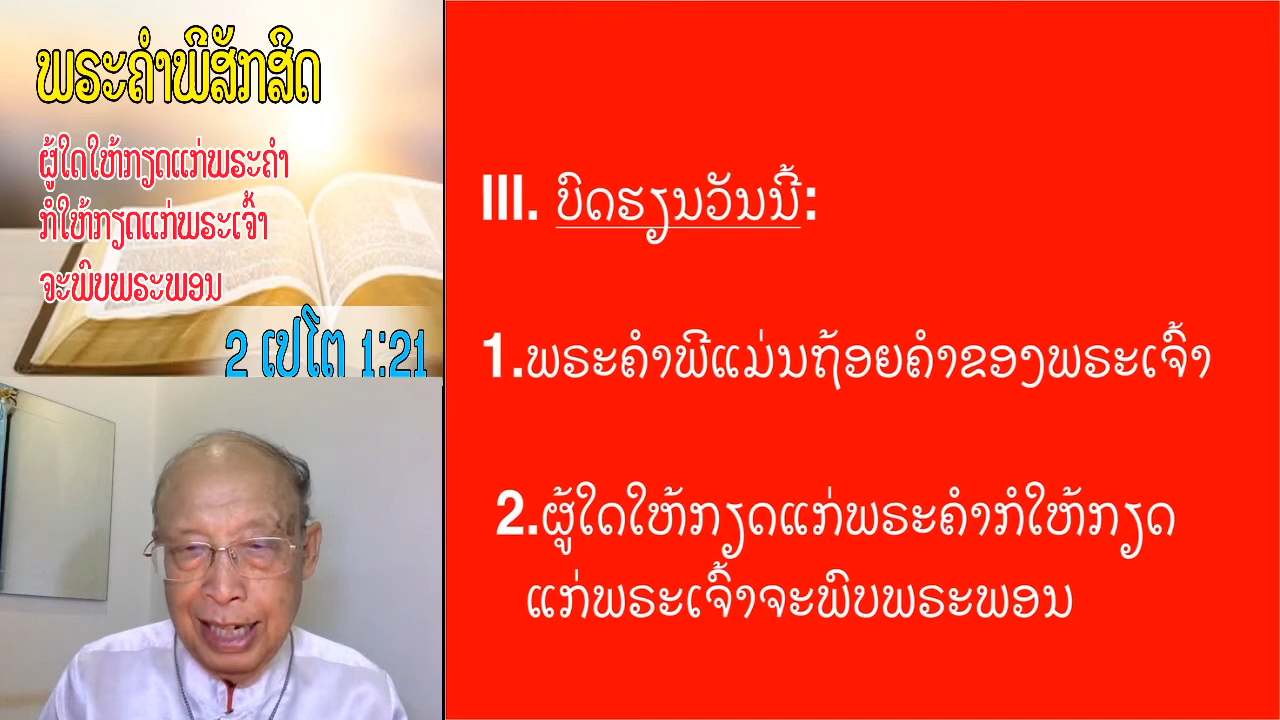 ພຣະຄຳພີສັກສິດ
ຜູ້ໃດໃຫ້ກຽດແກ່ພຣະຄຳ
ກໍໃຫ້ກຽດແກ່ພຣະເຈົ້າ
ຈະພົບພຣະພອນ
2 ເປໂຕ 1:21
III. ບົດຮຽນວັນນີ້:
1.ພຣະຄຳພີແມ່ນຖ້ອຍຄຳຂອງພຣະເຈົ້າ
2.ຜູ້ໃດໃຫ້ກຽດແກ່ພຣະຄຳກໍໃຫ້ກຽດ
ແກ່ພຣະເຈົ້າຈະພົບພຣະພອນ